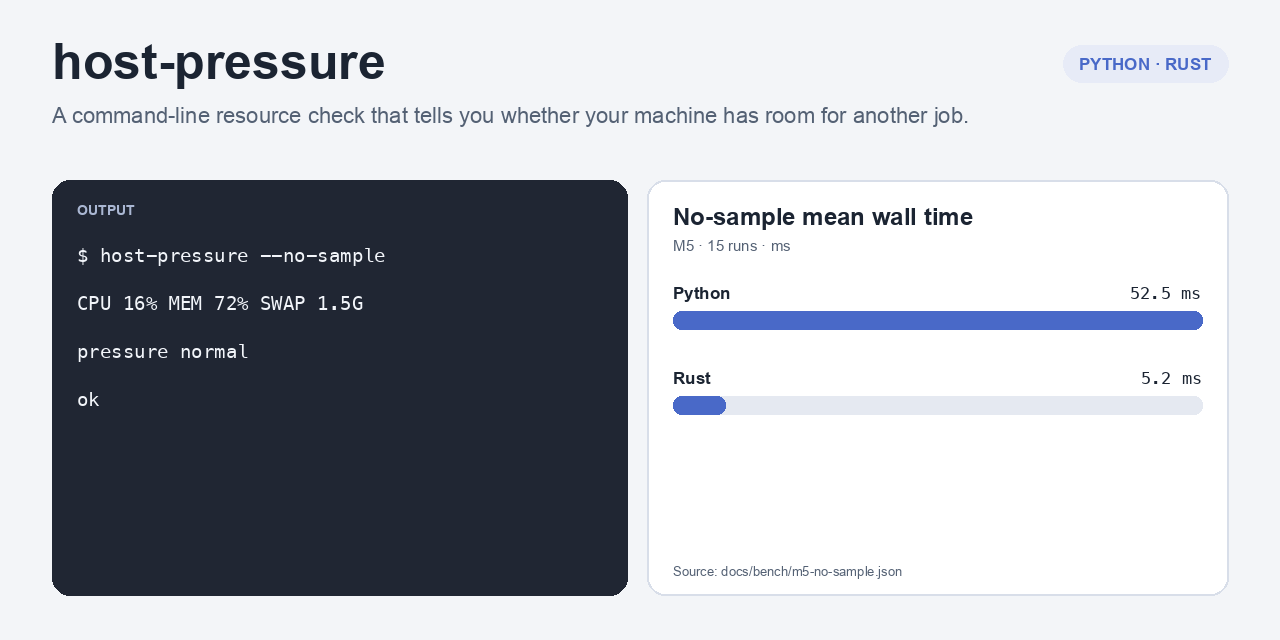 host-pressure
PYTHON · RUST
A command-line resource check that tells you whether your machine has room for another job.
OUTPUT
$ host-pressure --no-sample
CPU 16% MEM 72% SWAP 1.5G
pressure normal
ok
No-sample mean wall time
M5 · 15 runs · ms
Python 52.5 ms
Rust 5.2 ms
Source: docs/bench/m5-no-sample.json